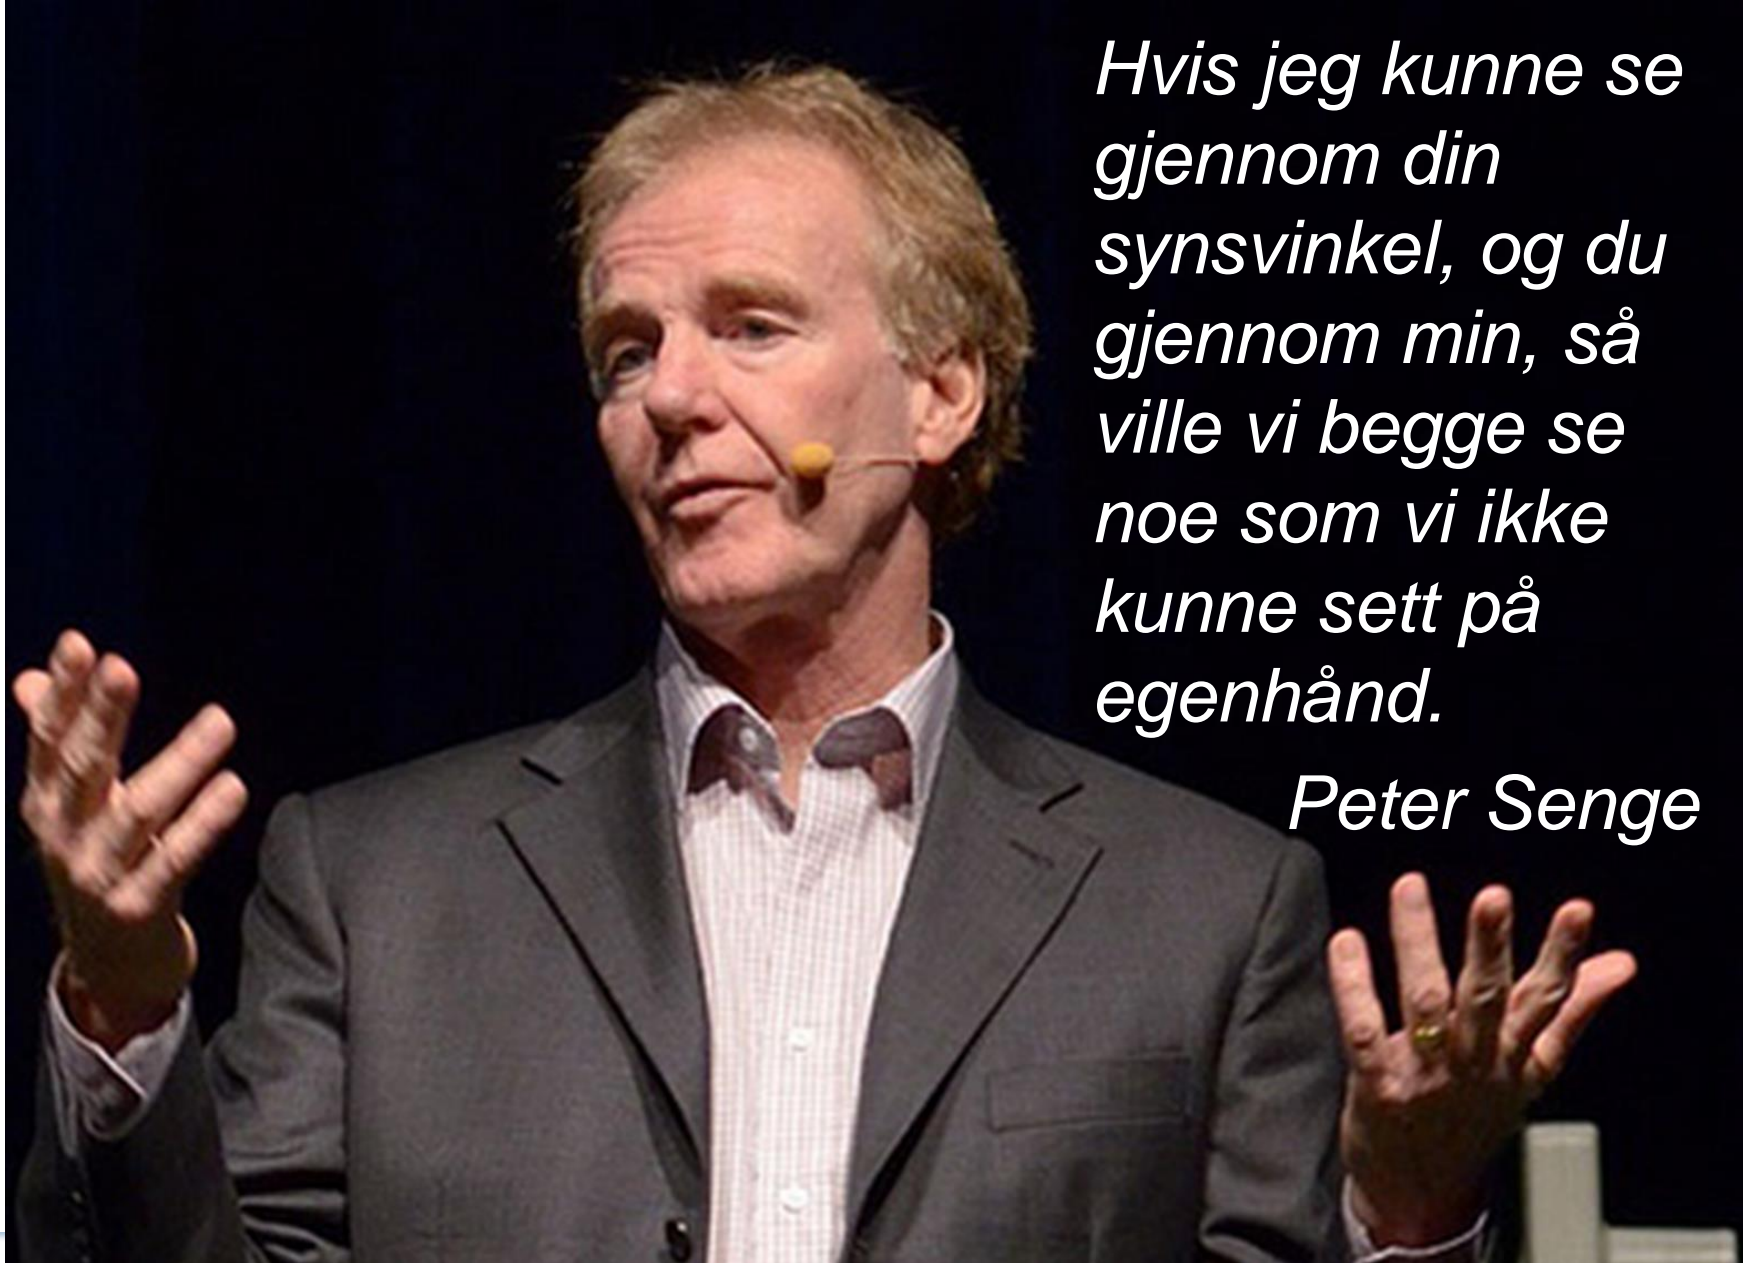 Hvis jeg kunne se
gjennom din
synsvinkel, og du
gjennom min, så
ville vi begge se
noe som vi ikke
kunne sett på
egenhånd.
Peter Senge